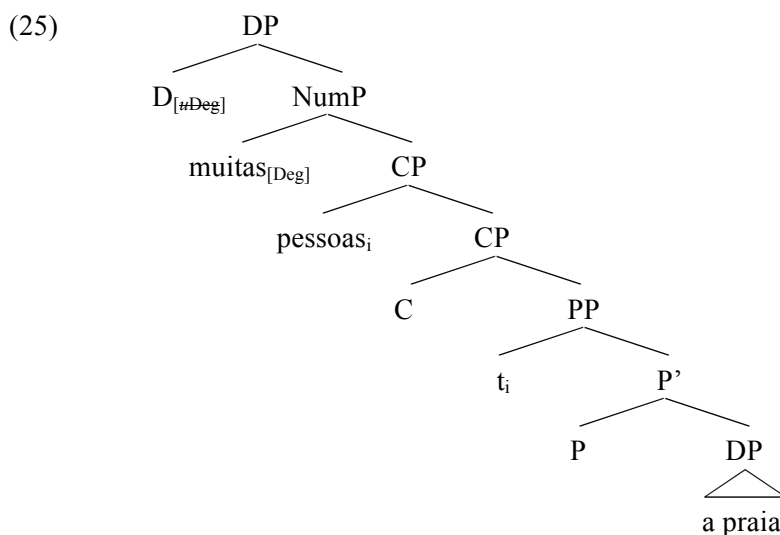 (25) DP
D[uDeg] NumP
muitas[Deg] CP
pessoasi CP
C PP
ti P’
P DP
a praia